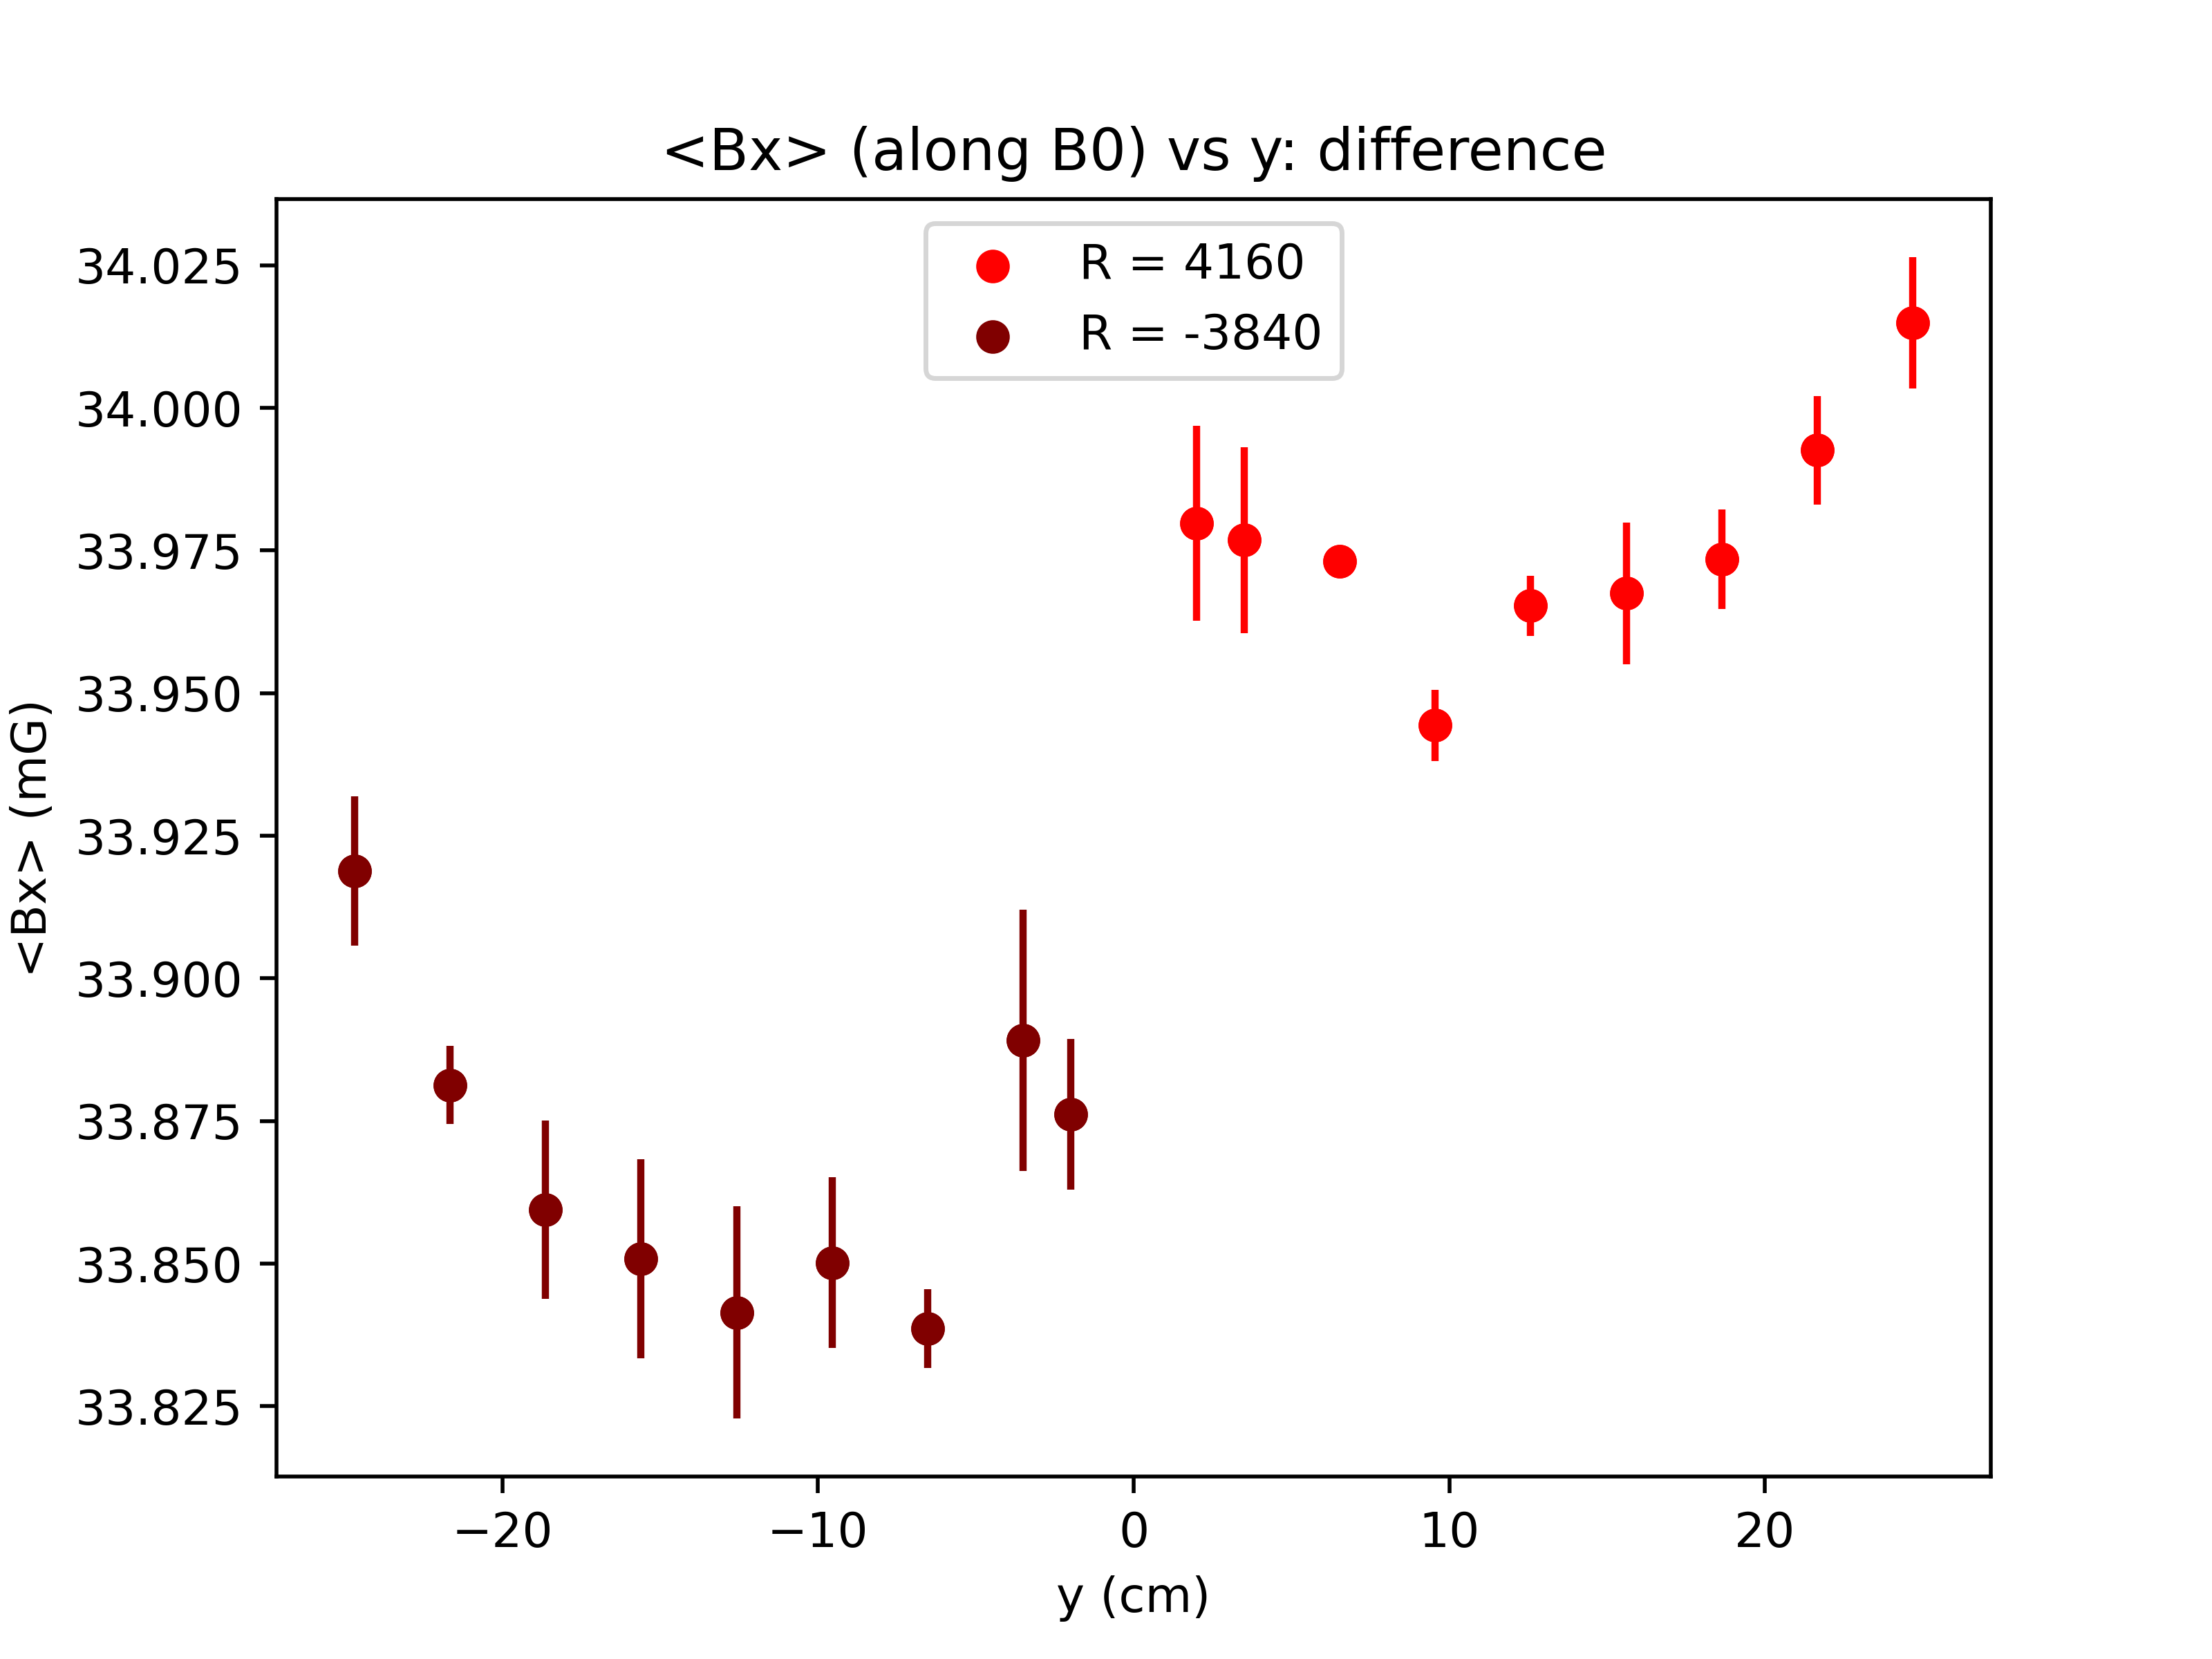 <Bx> (along B0) vs y: difference
R = 4160
R = -3840
34.025
34.000
33.975
33.950
33.925
33.900
33.875
33.850
33.825
<Bx> (mG)
−20
−10
0
10
20
y (cm)